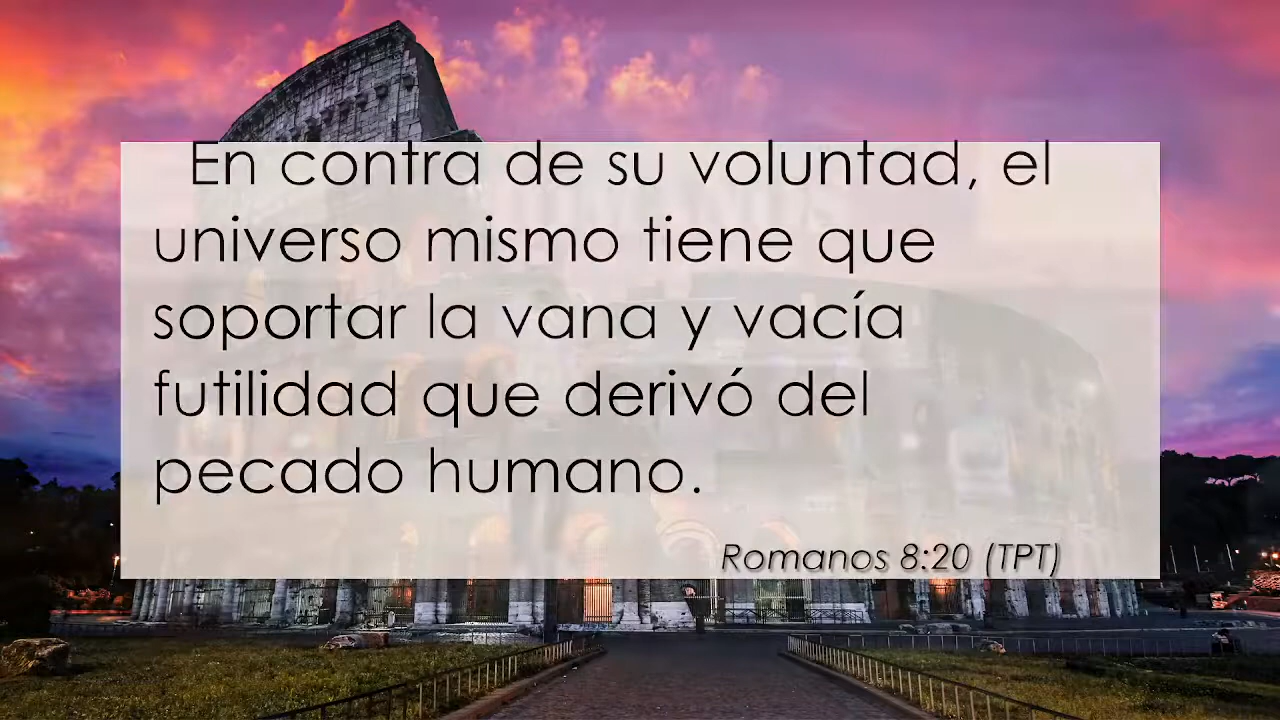 En contra de su voluntad, el
universo mismo tiene que
soportar la vana y vacía
futilidad que derivó del
pecado humano.
Romanos 8:20 (TPT)